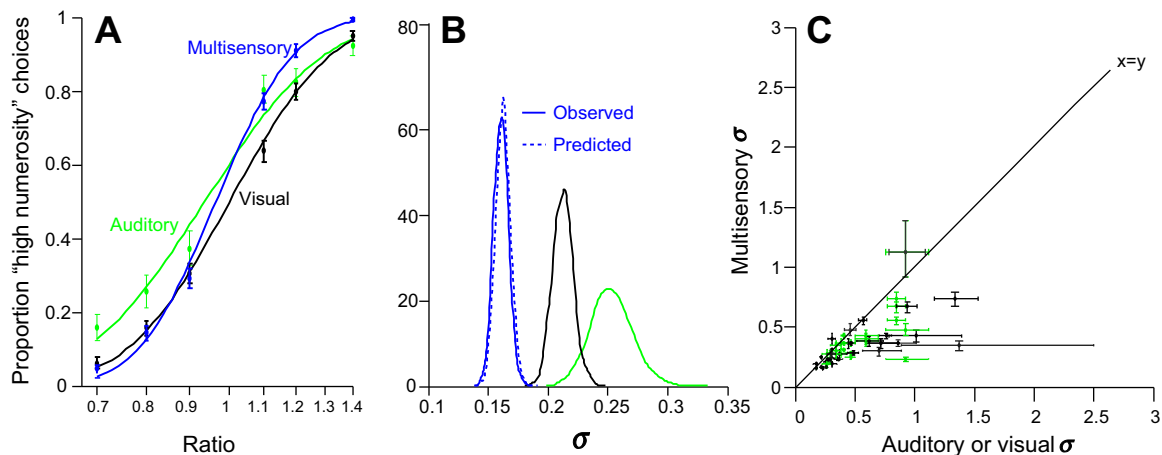 A
Proportion “high numerosity” choices
1
0.8
0.6
0.4
0.2
0
Multisensory
Auditory
Visual
0.7 0.8 0.9 1 1.1 1.2 1.3 1.4
Ratio
B
80
60
40
20
0
Observed
Predicted
0.1 0.15 0.2 0.25 0.3 0.35
σ
C
Multisensory σ
3
2.5
2
1.5
1
0.5
0
x=y
0 0.5 1 1.5 2 2.5 3
Auditory or visual σ